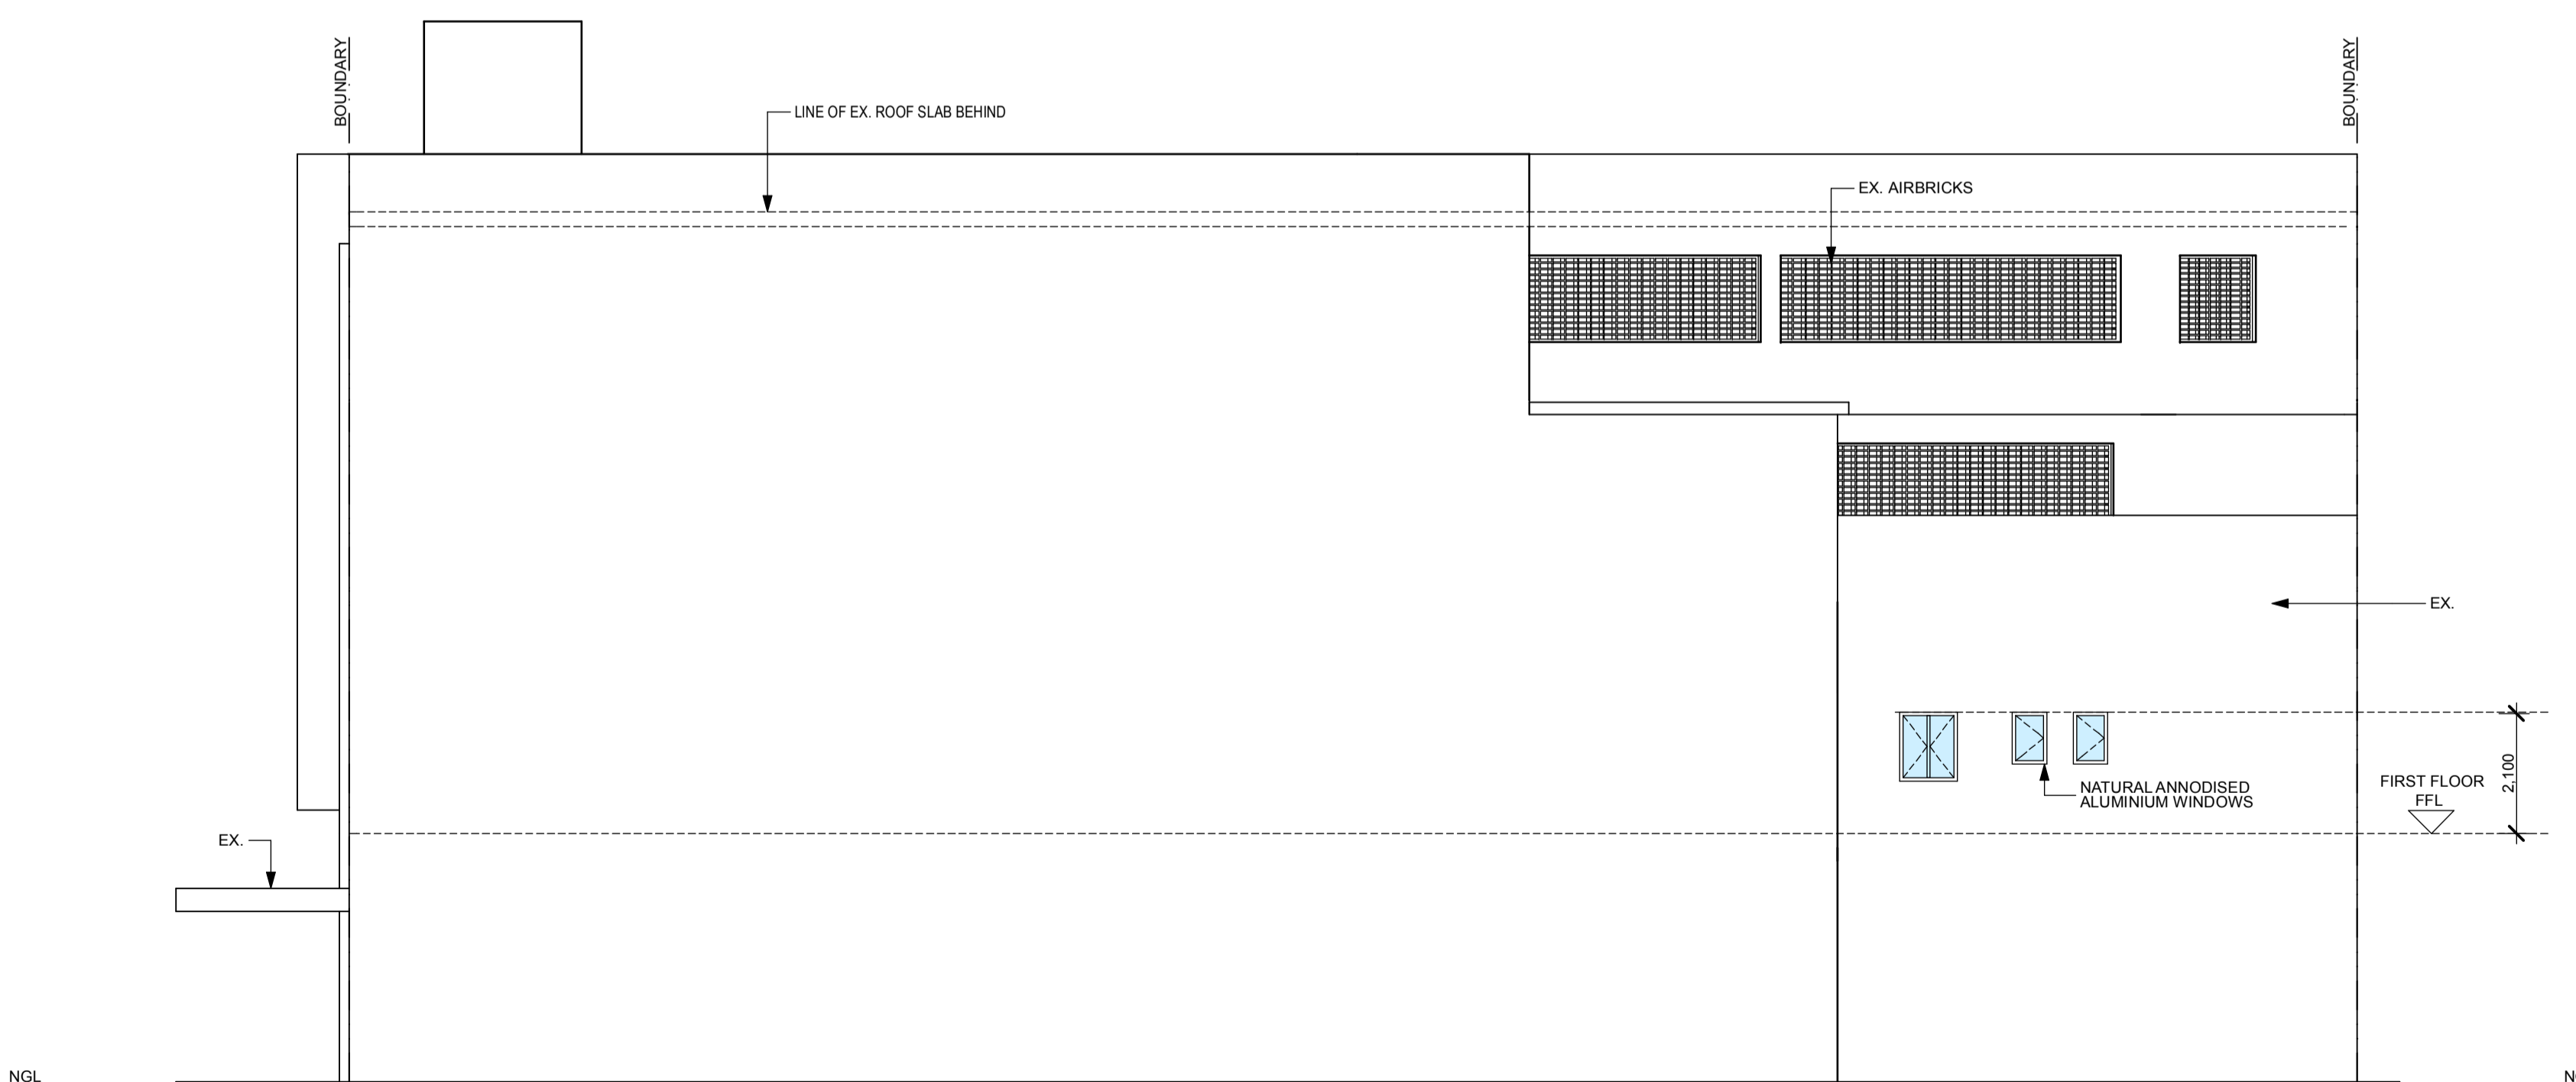 BOUNDARY
BOUNDARY
LINE OF EX. ROOF SLAB BEHIND
EX. AIRBRICKS
EX.
NATURAL ANNODISED
ALUMINIUM WINDOWS
FIRST FLOOR
FFL
2,100
EX.
NGL
N